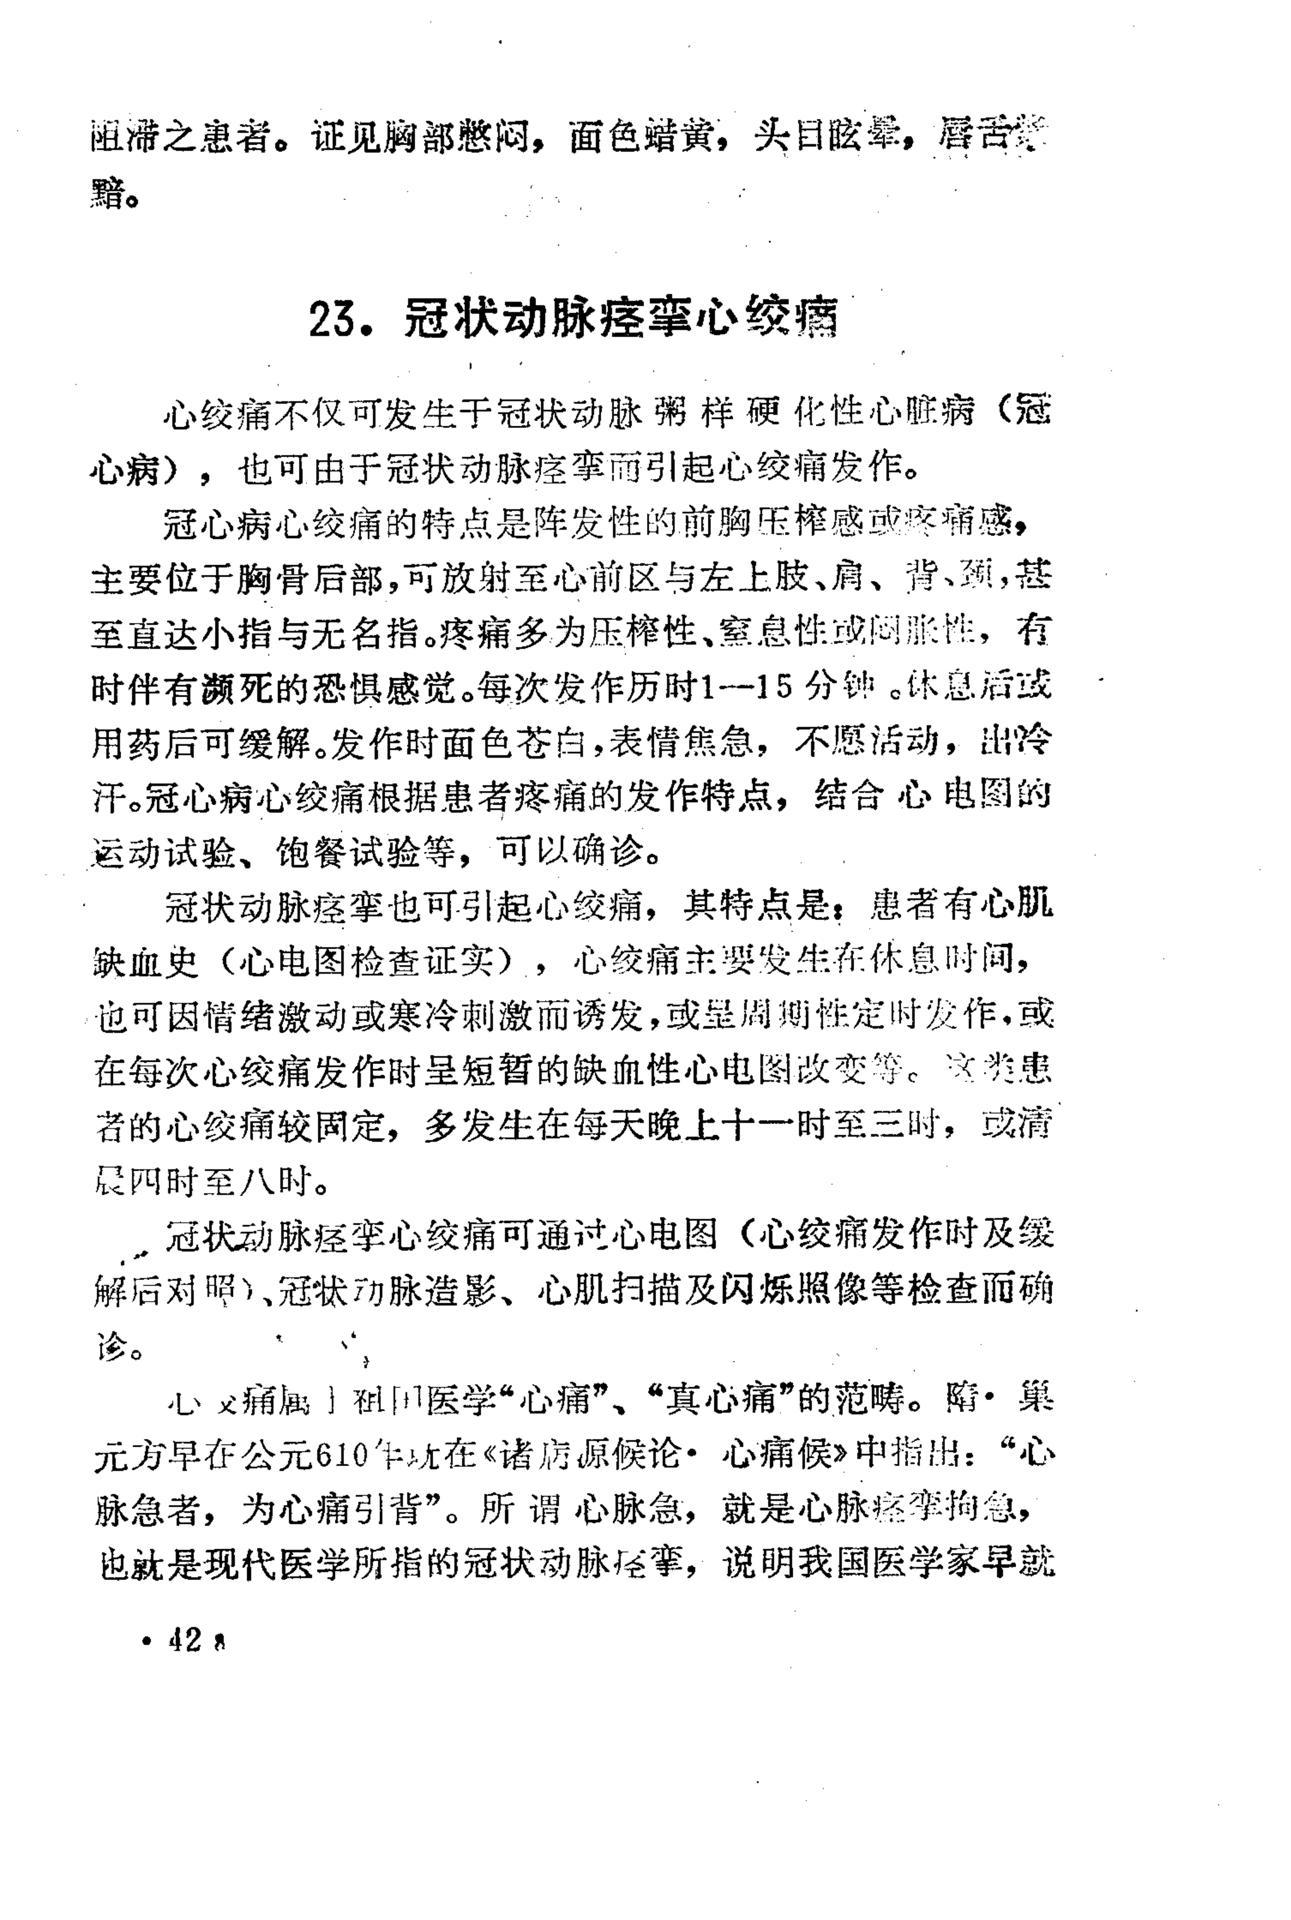 阻滞之患者。证见胸部憋闷，面色蜡黄，头目眩晕，唇舌紫
黯。
23．冠状动脉痉挛心绞痛
心绞痛不仅可发生于冠状动脉粥样硬化性心脏病（冠
心病），也可由于冠状动脉痉挛而引起心绞痛发作。
冠心病心绞痛的特点是阵发性的前胸压榨感或疼痛感，
主要位于胸骨后部，可放射至心前区与左上肢、肩、背、颈，甚
至直达小指与无名指。疼痛多为压榨性、窒息性或闷胀性，有
时伴有濒死的恐惧感觉。每次发作历时1—15分钟。休息后或
用药后可缓解。发作时面色苍白，表情焦急，不愿活动，出冷
汗。冠心病心绞痛根据患者疼痛的发作特点，结合心电图的
运动试验、饱餐试验等，可以确诊。
冠状动脉痉挛也可引起心绞痛，其特点是：患者有心肌
缺血史（心电图检查证实），心绞痛主要发生在休息时间，
也可因情绪激动或寒冷刺激而诱发，或呈周期性定时发作，或
在每次心绞痛发作时呈短暂的缺血性心电图改变等。这类患
者的心绞痛较固定，多发生在每天晚上十一时至三时，或清
晨四时至八时。
冠状动脉痉挛心绞痛可通过心电图（心绞痛发作时及缓
解后对照）、冠状动脉造影、心肌扫描及闪烁照像等检查而确
诊。
心绞痛属于祖国医学“心痛”、“真心痛”的范畴。隋·巢
元方早在公元610年就在《诸病源候论·心痛候》中指出：“心
脉急者，为心痛引背”。所谓心脉急，就是心脉痉挛拘急，
也就是现代医学所指的冠状动脉痉挛，说明我国医学家早就
·42